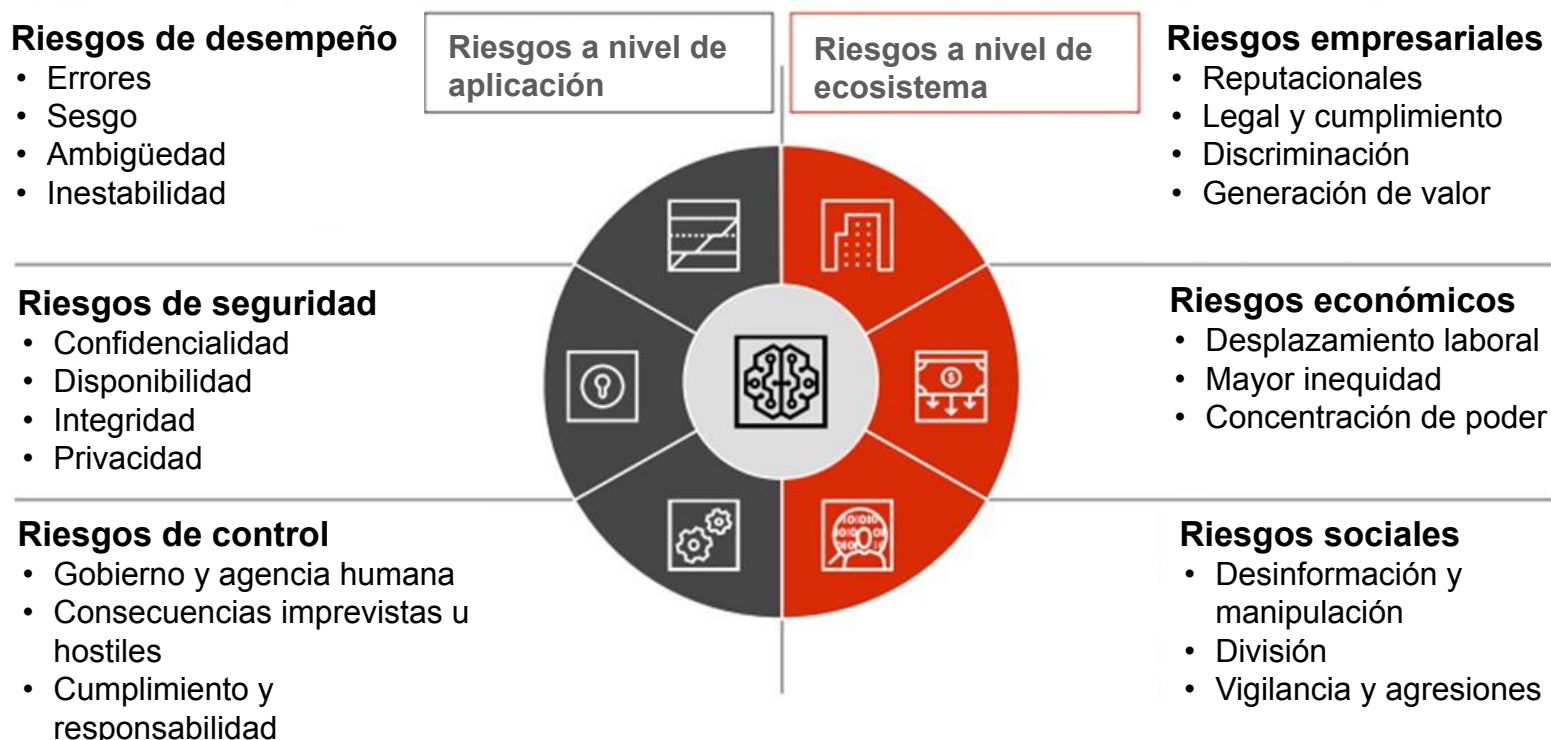 Riesgos a nivel de
aplicación
Riesgos a nivel de
ecosistema
Riesgos de desempeño
• Errores
• Sesgo
• Ambigüedad
• Inestabilidad
Riesgos de seguridad
• Confidencialidad
• Disponibilidad
• Integridad
• Privacidad
Riesgos de control
• Gobierno y agencia humana
• Consecuencias imprevistas u
hostiles
• Cumplimiento y
responsabilidad
Riesgos empresariales
• Reputacionales
• Legal y cumplimiento
• Discriminación
• Generación de valor
Riesgos económicos
• Desplazamiento laboral
• Mayor inequidad
• Concentración de poder
Riesgos sociales
• Desinformación y
manipulación
• División
• Vigilancia y agresiones